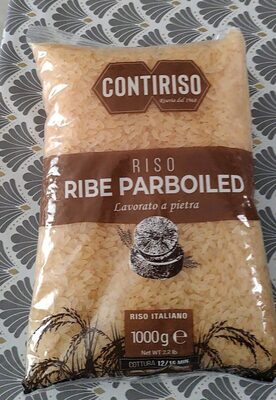 CONTIRISO
Riseria dal 1968
RISO
RIBE PARBOILED
Lavorato a pietra
RISO ITALIANO
1000g e
Net WT 2.2 lb
COTTURA 12/15 MIN